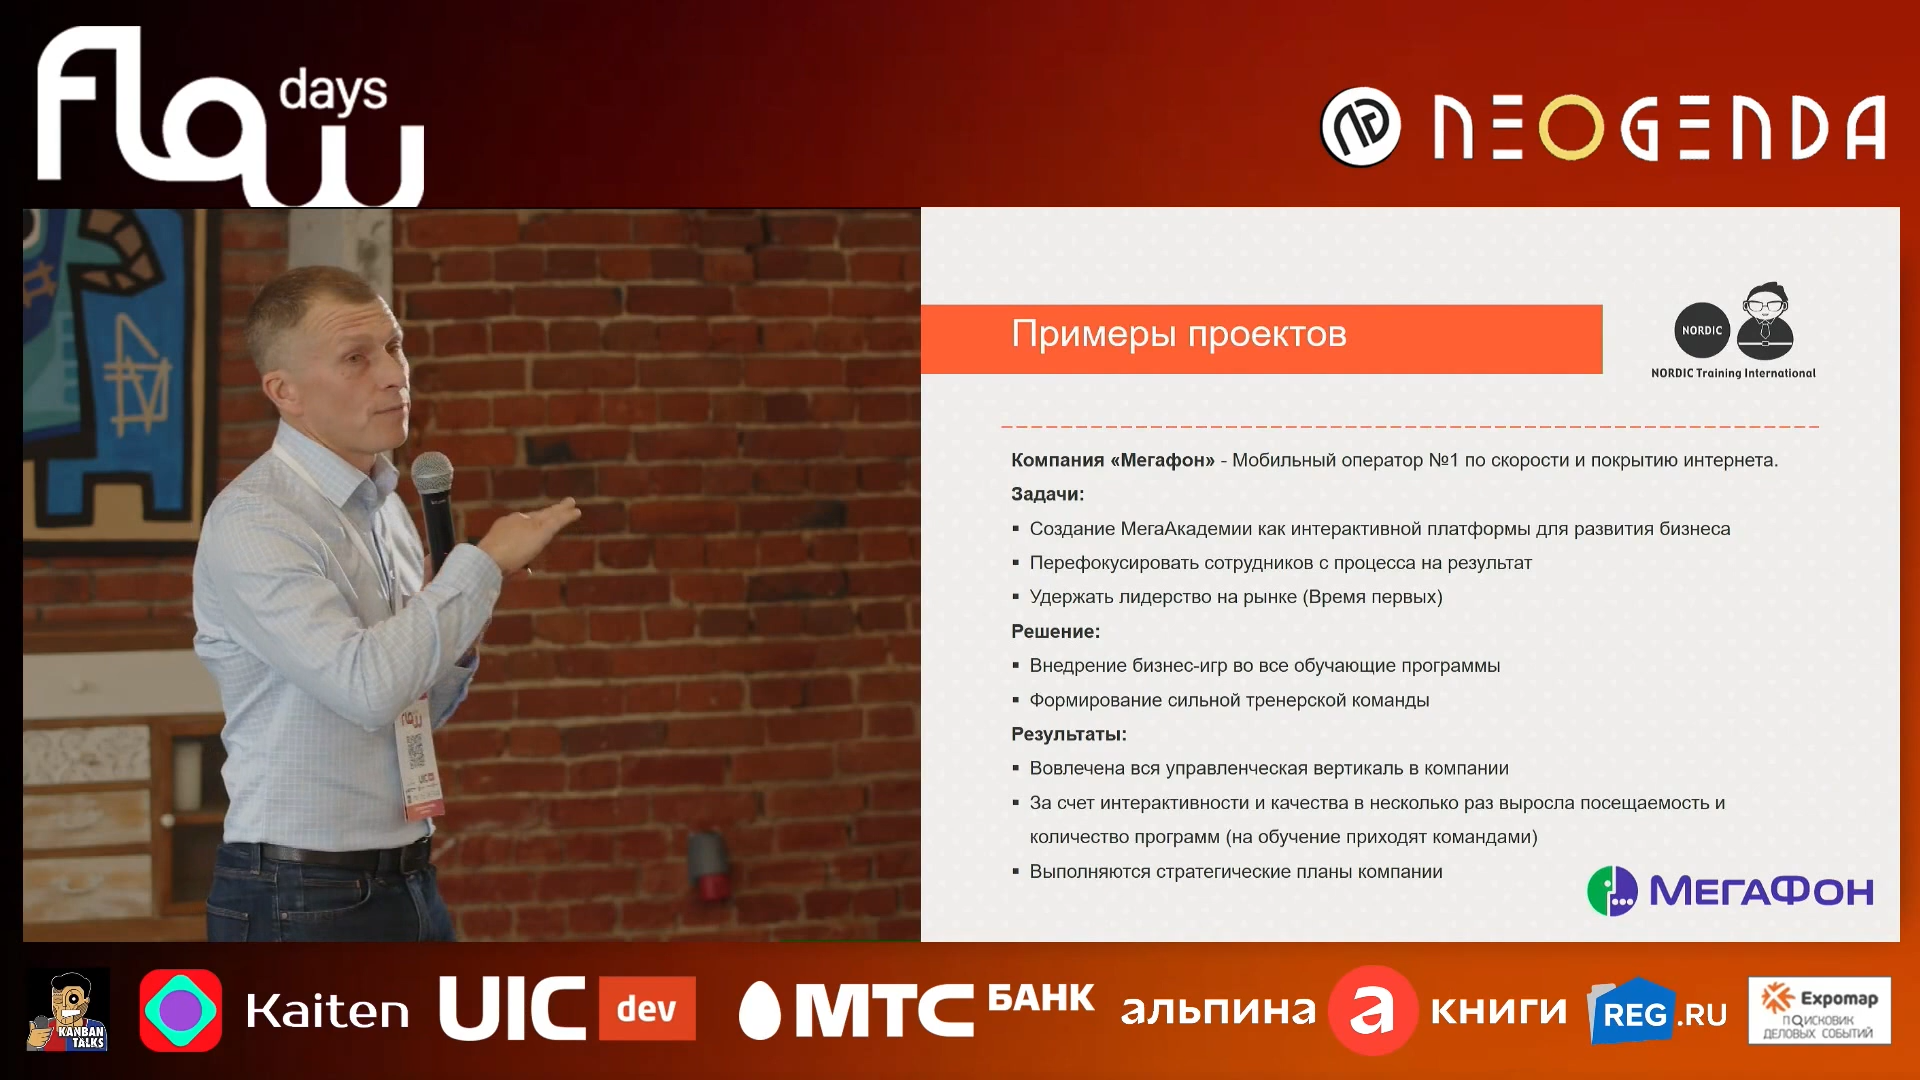 flow
days
NEOGENDA
Примеры проектов
NORDIC
NORDIC Training International
Компания «Мегафон» - Мобильный оператор №1 по скорости и покрытию интернета.
Задачи:
▪ Создание МегаАкадемии как интерактивной платформы для развития бизнеса
▪ Перефокусировать сотрудников с процесса на результат
▪ Удержать лидерство на рынке (Время первых)
Решение:
▪ Внедрение бизнес-игр во все обучающие программы
▪ Формирование сильной тренерской команды
Результаты:
▪ Вовлечена вся управленческая вертикаль в компании
▪ За счет интерактивности и качества в несколько раз выросла посещаемость и
количество программ (на обучение приходят командами)
▪ Выполняются стратегические планы компании
МЕГАФОН
flow
UIC
KANBAN
TALKS
Kaiten
UIC dev
МТС БАНК
альпина а книги
REG.RU
Expomap
ПОИСКОВИК
ДЕЛОВЫХ СОБЫТИЙ